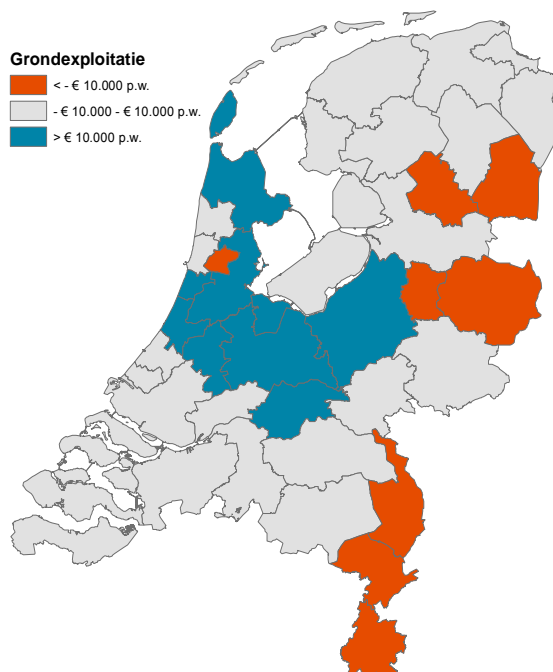 Grondexploitatie
< - € 10.000 p.w.
- € 10.000 - € 10.000 p.w.
> € 10.000 p.w.